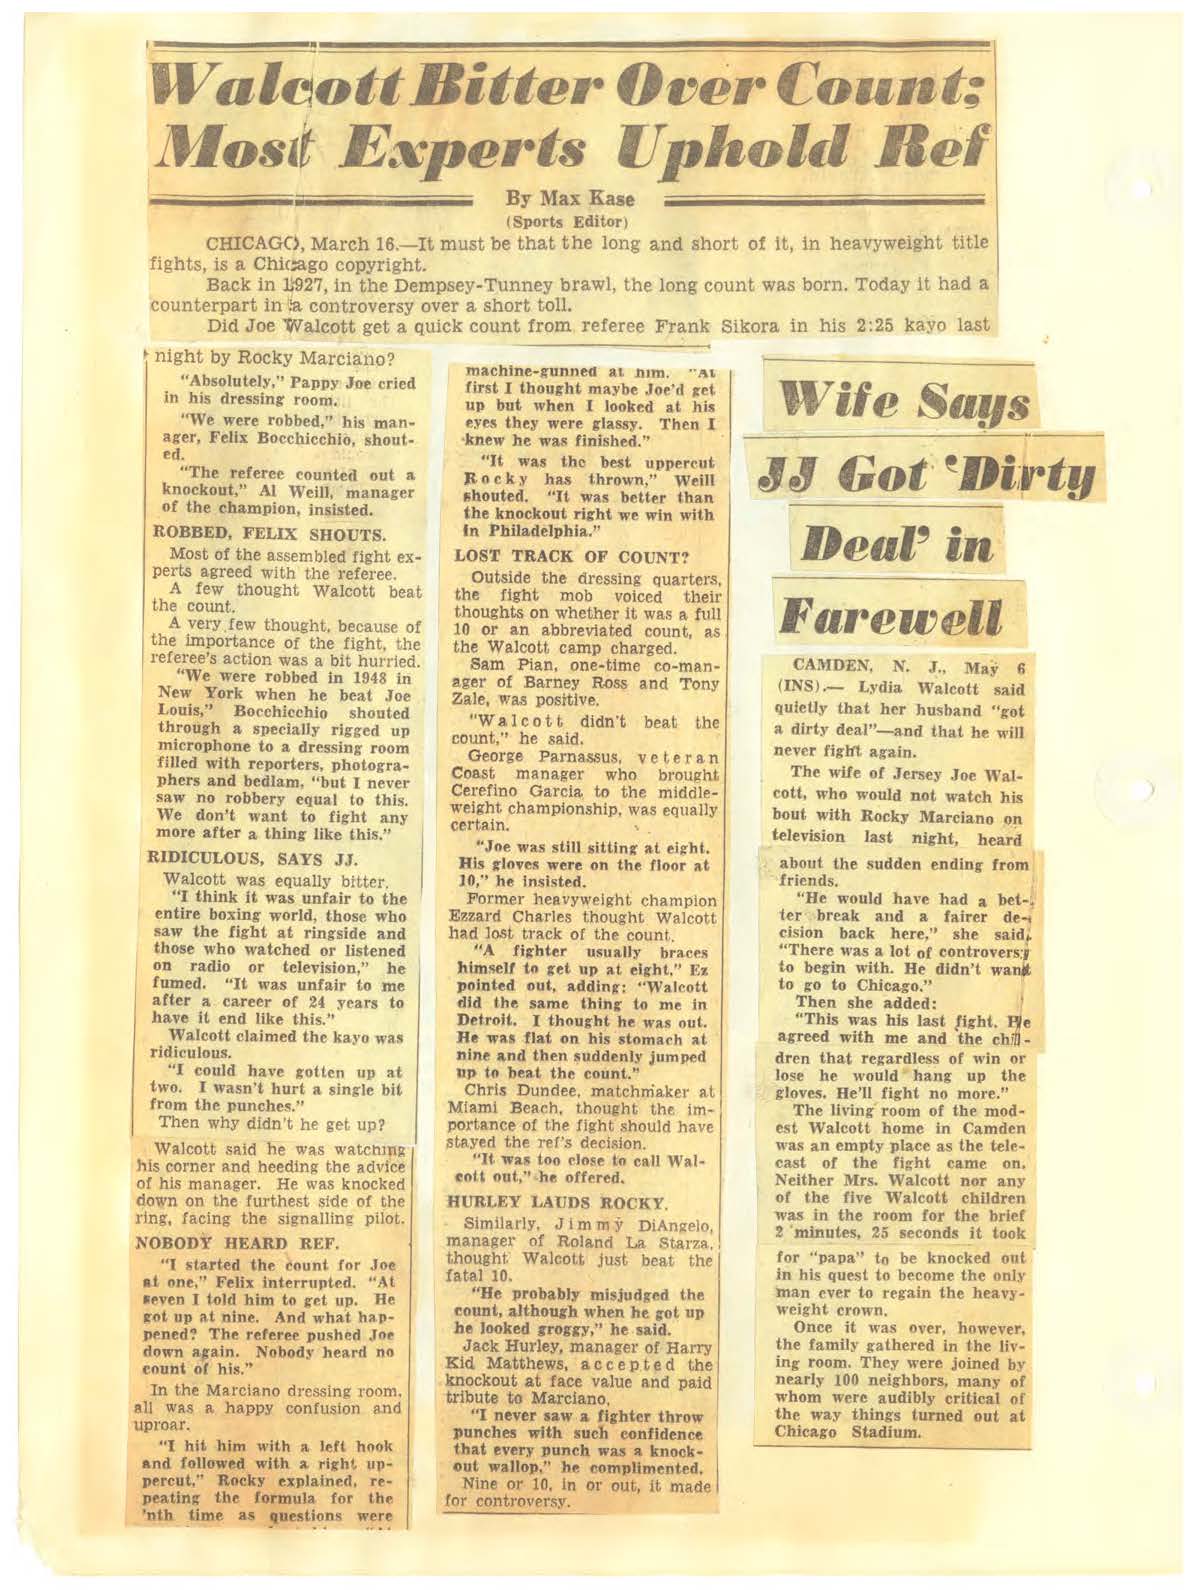 Walcott Bitter Over Count;
Most Experts Uphold Ref
By Max Kase
(Sports Editor)
CHICAGO, March 16.—It must be that the long and short of it, in heavyweight title
fights, is a Chicago copyright.
Back in 1927, in the Dempsey-Tunney brawl, the long count was born. Today it had a
counterpart in a controversy over a short toll.
Did Joe Walcott get a quick count from referee Frank Sikora in his 2:25 kayo last
night by Rocky Marciano?
"Absolutely," Pappy Joe cried
in his dressing room.
"We were robbed," his man-
ager, Felix Bocchicchio, shout-
ed.
"The referee counted out a
knockout," Al Weill, manager
of the champion, insisted.
ROBBED, FELIX SHOUTS.
Most of the assembled fight ex-
perts agreed with the referee.
A few thought Walcott beat
the count.
A very few thought, because of
the importance of the fight, the
referee's action was a bit hurried.
"We were robbed in 1948 in
New York when he beat Joe
Louis," Bocchicchio shouted
through a specially rigged up
microphone to a dressing room
filled with reporters, photogra-
phers and bedlam, "but I never
saw no robbery equal to this.
We don't want to fight any
more after a thing like this."
RIDICULOUS, SAYS JJ.
Walcott was equally bitter.
"I think it was unfair to the
entire boxing world, those who
saw the fight at ringside and
those who watched or listened
on radio or television," he
fumed. "It was unfair to me
after a career of 24 years to
have it end like this."
Walcott claimed the kayo was
ridiculous.
"I could have gotten up at
two. I wasn't hurt a single bit
from the punches."
Then why didn't he get up?
Walcott said he was watching
his corner and heeding the advice
of his manager. He was knocked
down on the furthest side of the
ring, facing the signalling pilot.
NOBODY HEARD REF.
"I started the count for Joe
at one," Felix interrupted. "At
seven I told him to get up. He
got up at nine. And what hap-
pened? The referee pushed Joe
down again. Nobody heard no
count of his."
In the Marciano dressing room,
all was a happy confusion and
uproar.
"I hit him with a left hook
and followed with a right up-
percut," Rocky explained, re-
peating the formula for the
'nth time as questions were
machine-gunned at him. "At
first I thought maybe Joe'd get
up but when I looked at his
eyes they were glassy. Then I
knew he was finished."
"It was the best uppercut
Rocky has thrown," Weill
shouted. "It was better than
the knockout right we win with
in Philadelphia."
LOST TRACK OF COUNT?
Outside the dressing quarters,
the fight mob voiced their
thoughts on whether it was a full
10 or an abbreviated count, as
the Walcott camp charged.
Sam Pian, one-time co-man-
ager of Barney Ross and Tony
Zale, was positive.
"Walcott didn't beat the
count," he said.
George Parnassus, veteran
Coast manager who brought
Cerefino Garcia to the middle-
weight championship, was equally
certain.
"Joe was still sitting at eight.
His gloves were on the floor at
10," he insisted.
Former heavyweight champion
Ezzard Charles thought Walcott
had lost track of the count.
"A fighter usually braces
himself to get up at eight," Ez
pointed out, adding: "Walcott
did the same thing to me in
Detroit. I thought he was out.
He was flat on his stomach at
nine and then suddenly jumped
up to beat the count."
Chris Dundee, matchmaker at
Miami Beach, thought the im-
portance of the fight should have
stayed the ref's decision.
"It was too close to call Wal-
cott out," he offered.
HURLEY LAUDS ROCKY.
Similarly, Jimmy DiAngelo,
manager of Roland La Starza,
thought Walcott just beat the
fatal 10.
"He probably misjudged the
count, although when he got up
he looked groggy," he said.
Jack Hurley, manager of Harry
Kid Matthews, accepted the
knockout at face value and paid
tribute to Marciano.
"I never saw a fighter throw
punches with such confidence
that every punch was a knock-
out wallop," he complimented.
Nine or 10, in or out, it made
for controversy.
Wife Says
JJ Got 'Dirty
Deal' in
Farewell
CAMDEN, N. J., May 6
(INS).— Lydia Walcott said
quietly that her husband "got
a dirty deal"—and that he will
never fight again.
The wife of Jersey Joe Wal-
cott, who would not watch his
bout with Rocky Marciano on
television last night, heard
about the sudden ending from
friends.
"He would have had a bet-
ter break and a fairer de-
cision back here," she said.
"There was a lot of controversy
to begin with. He didn't want
to go to Chicago."
Then she added:
"This was his last fight. He
agreed with me and the chil-
dren that regardless of win or
lose he would hang up the
gloves. He'll fight no more."
The living room of the mod-
est Walcott home in Camden
was an empty place as the tele-
cast of the fight came on.
Neither Mrs. Walcott nor any
of the five Walcott children
was in the room for the brief
2 minutes, 25 seconds it took
for "papa" to be knocked out
in his quest to become the only
man ever to regain the heavy-
weight crown.
Once it was over, however,
the family gathered in the liv-
ing room. They were joined by
nearly 100 neighbors, many of
whom were audibly critical of
the way things turned out at
Chicago Stadium.